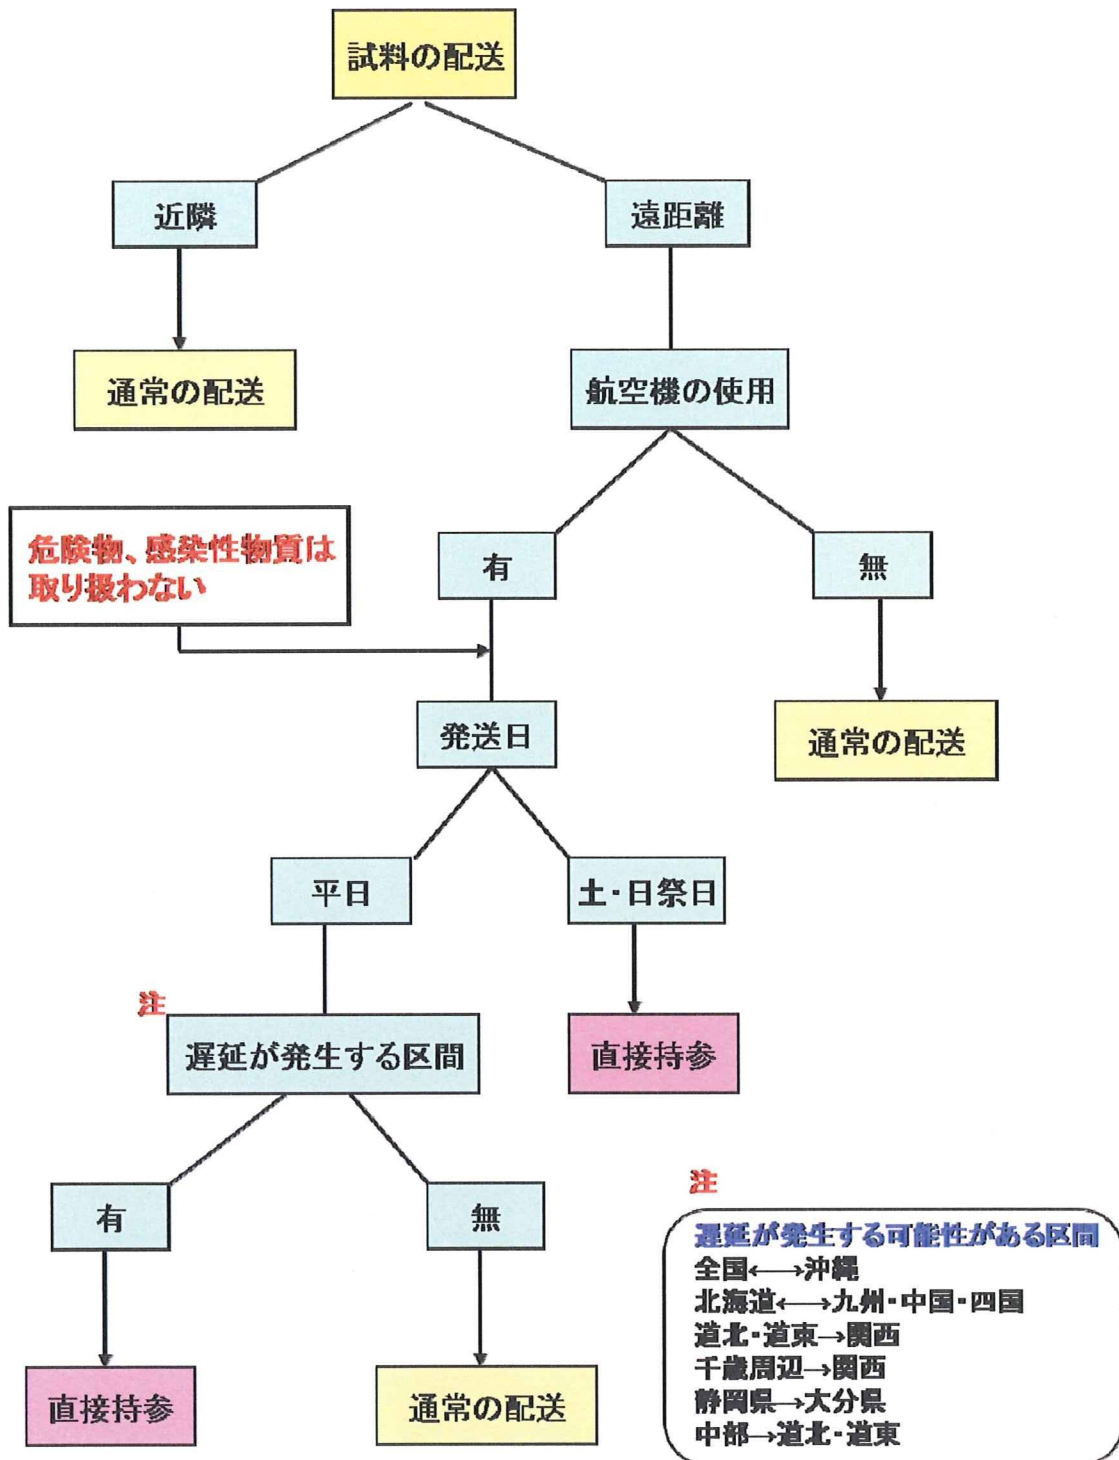 試料の配送
近隣
遠距離
通常の配送
航空機の使用
危険物、感染性物質は
取り扱わない
有
無
発送日
通常の配送
平日
土・日祭日
注
遅延が発生する区間
直接持参
有
無
直接持参
通常の配送
注
遅延が発生する可能性がある区間
全国←→沖縄
北海道←→九州・中国・四国
道北・道東→関西
千歳周辺→関西
静岡県→大分県
中部→道北・道東